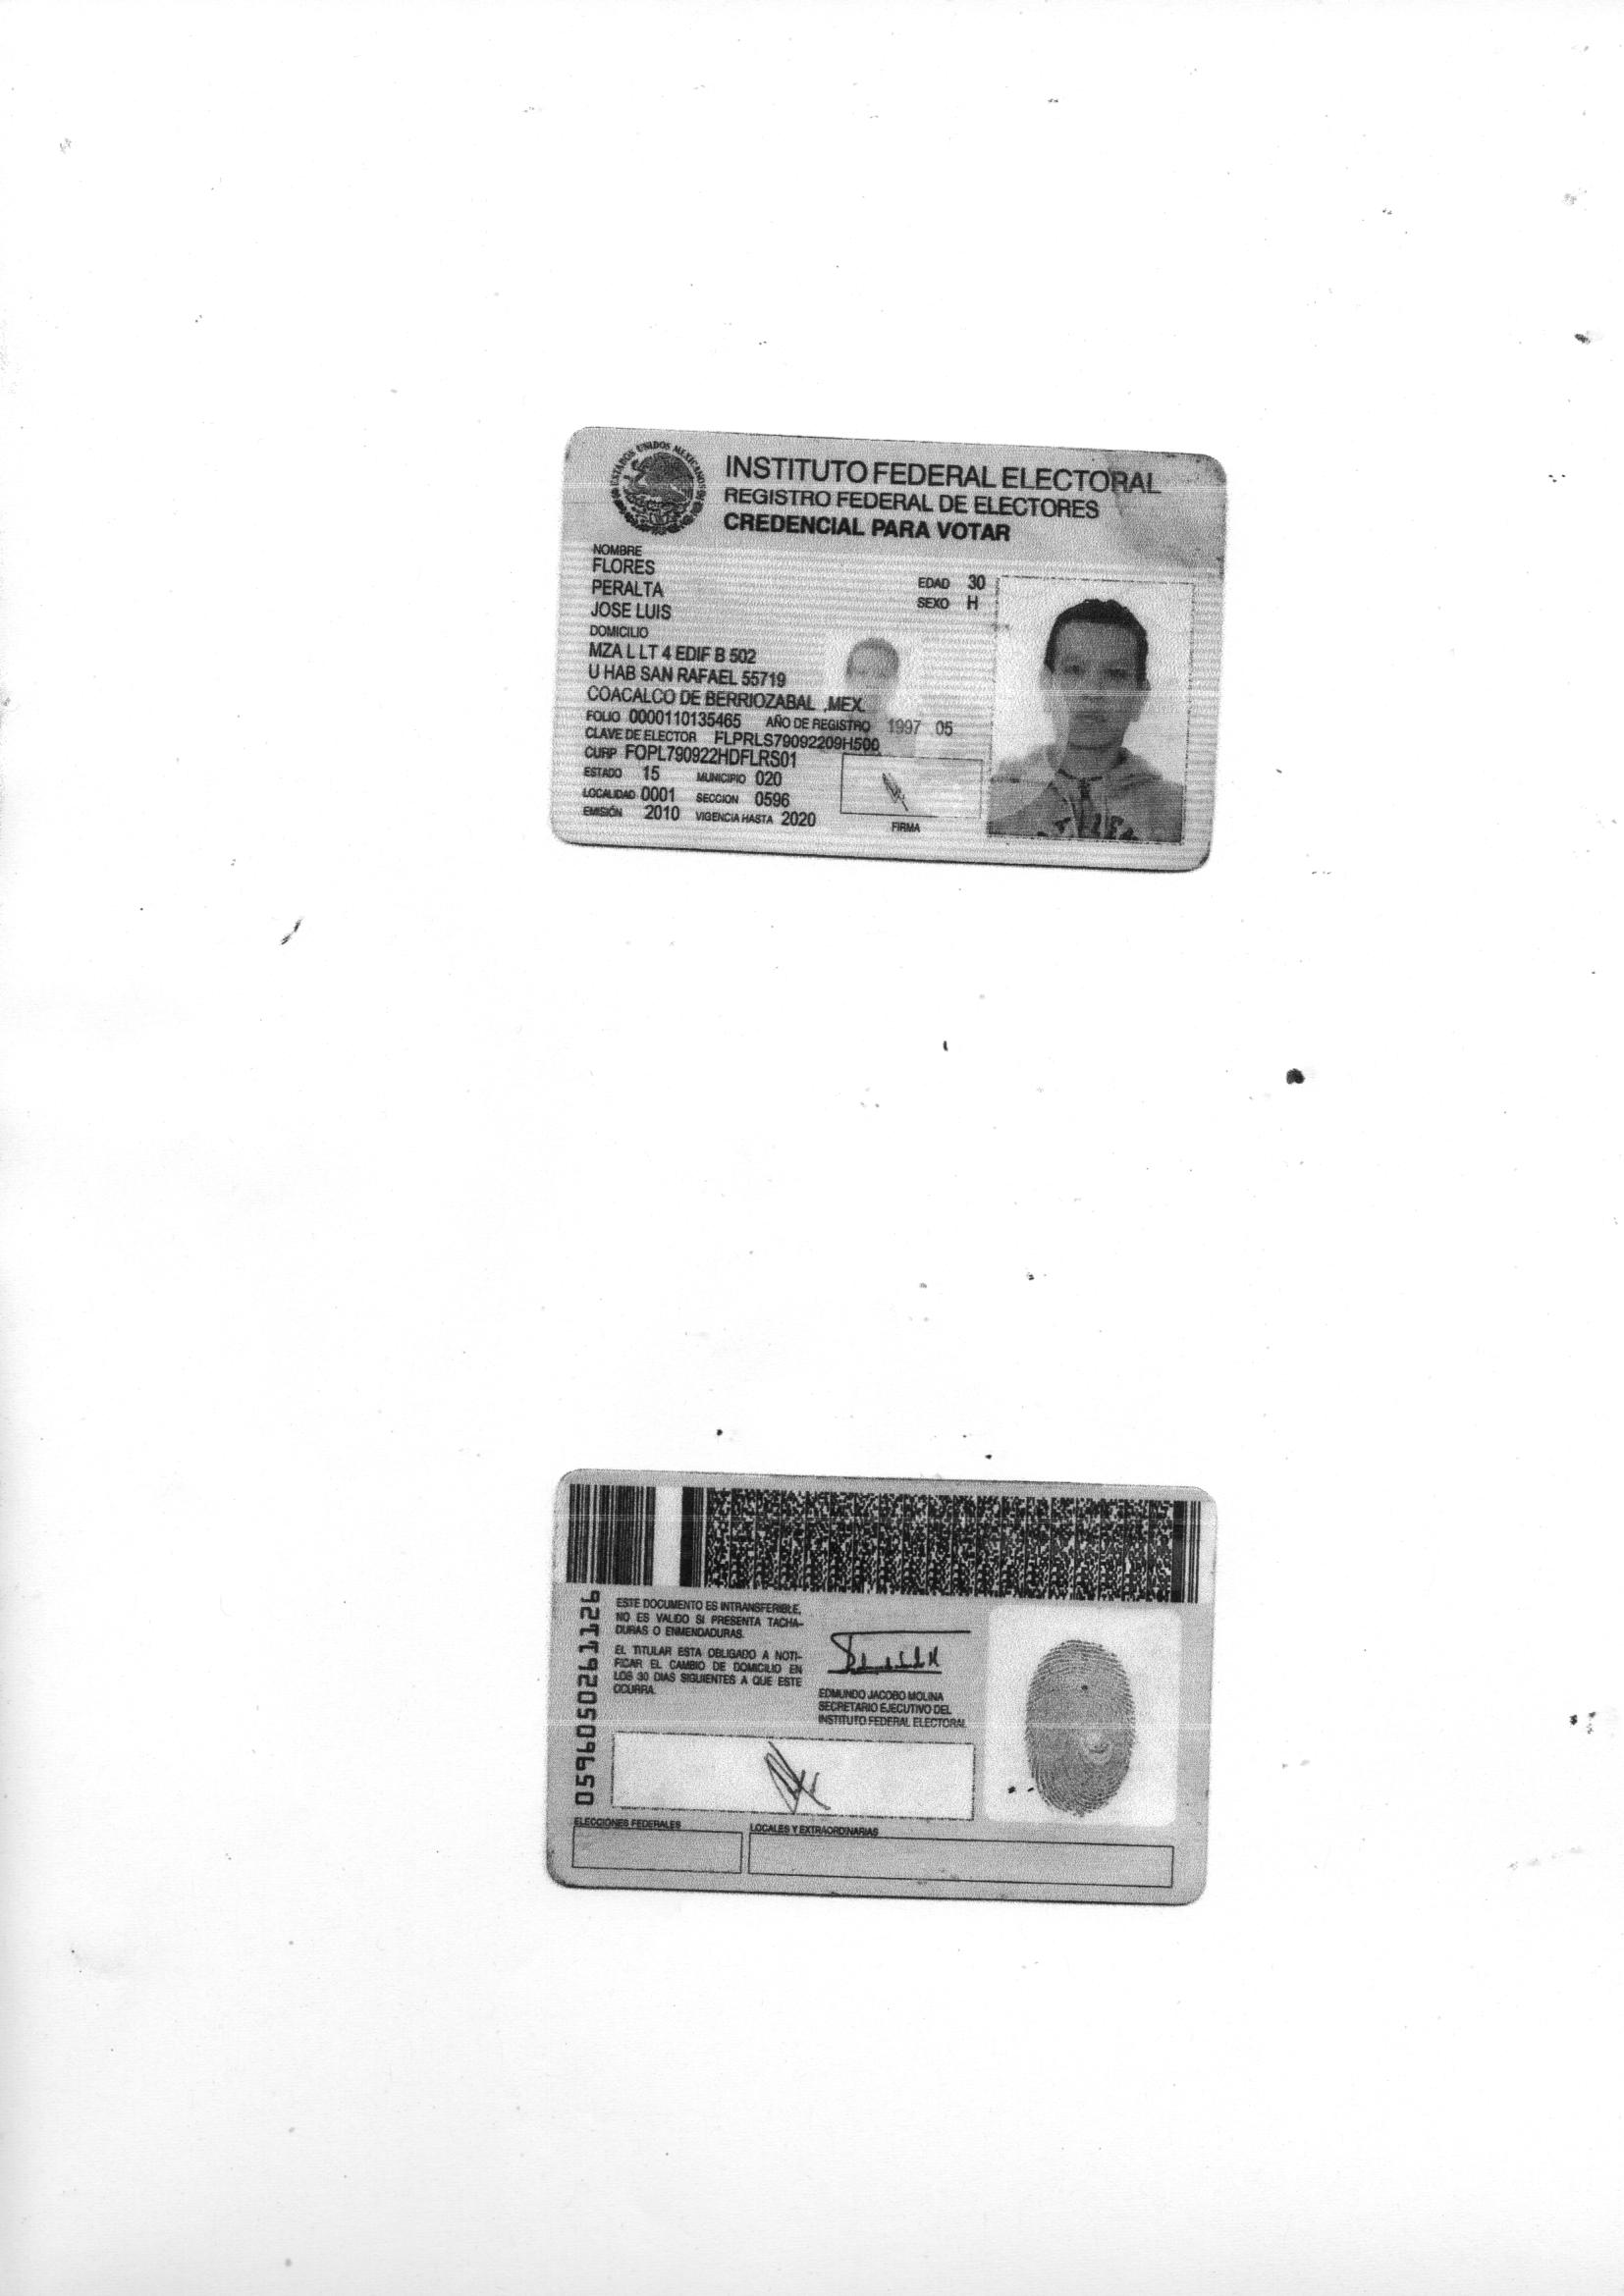 ESTADOS UNIDOS MEXICANOS
INSTITUTO FEDERAL ELECTORAL
REGISTRO FEDERAL DE ELECTORES
CREDENCIAL PARA VOTAR
NOMBRE
FLORES
PERALTA
JOSE LUIS
EDAD 30
SEXO H
DOMICILIO
MZA L LT 4 EDIF B 502
U HAB SAN RAFAEL 55719
COACALCO DE BERRIOZABAL ,MEX.
FOLIO 0000110135465 AÑO DE REGISTRO 1997 05
CLAVE DE ELECTOR FLPRLS79092209H500
CURP FOPL790922HDFLRS01
ESTADO 15 MUNICIPIO 020
LOCALIDAD 0001 SECCION 0596
EMISIÓN 2010 VIGENCIA HASTA 2020
FIRMA
0596050261126
ESTE DOCUMENTO ES INTRANSFERIBLE,
NO ES VALIDO SI PRESENTA TACHA-
DURAS O ENMENDADURAS.
EL TITULAR ESTA OBLIGADO A NOTI-
FICAR EL CAMBIO DE DOMICILIO EN
LOS 30 DIAS SIGUIENTES A QUE ESTE
OCURRA.
EDMUNDO JACOBO MOLINA
SECRETARIO EJECUTIVO DEL
INSTITUTO FEDERAL ELECTORAL
ELECCIONES FEDERALES
LOCALES Y EXTRAORDINARIAS